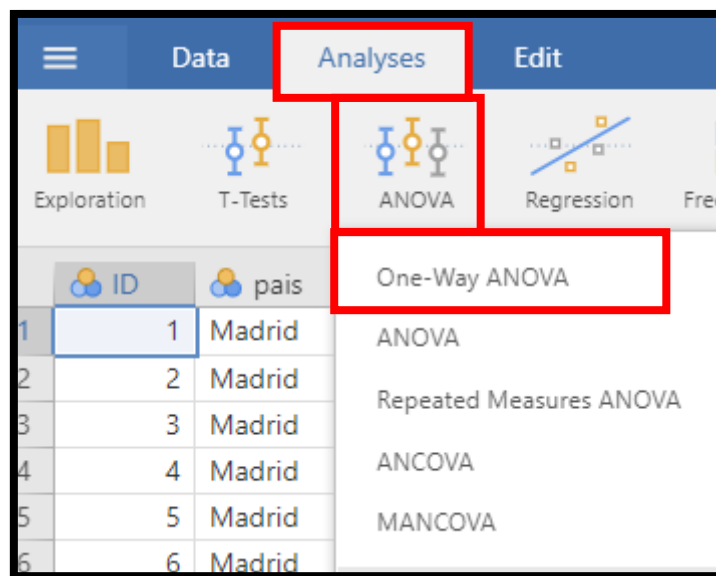 Data Analyses Edit
Exploration T-Tests ANOVA Regression
ID pais
One-Way ANOVA
1 1 Madrid
ANOVA
2 2 Madrid
Repeated Measures ANOVA
3 3 Madrid
ANCOVA
4 4 Madrid
5 5 Madrid
MANCOVA
6 6 Madrid